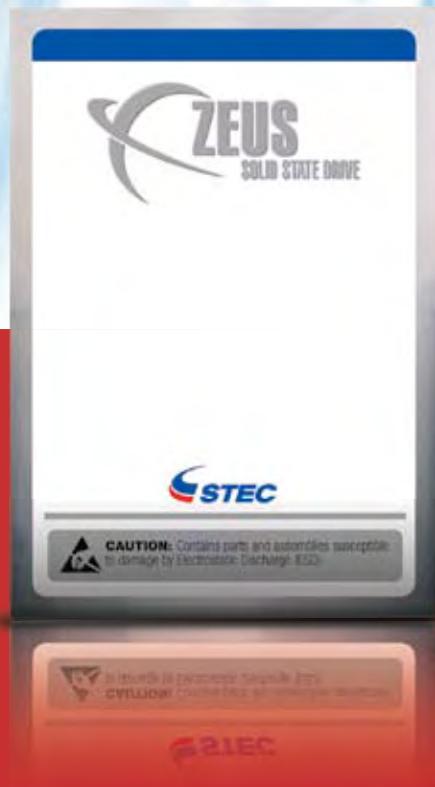 ZEUS
SOLID STATE DRIVE
STEC
CAUTION: Contains parts and assemblies susceptible
to damage by Electrostatic Discharge (ESD)